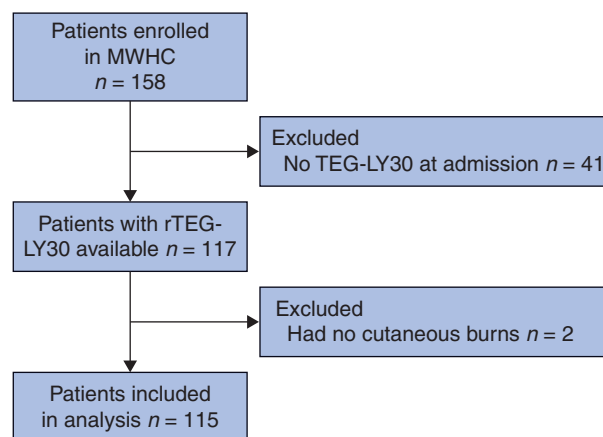 Patients enrolled
in MWHC
n = 158
Excluded
No TEG-LY30 at admission n = 41
Patients with rTEG-
LY30 available n = 117
Excluded
Had no cutaneous burns n = 2
Patients included
in analysis n = 115